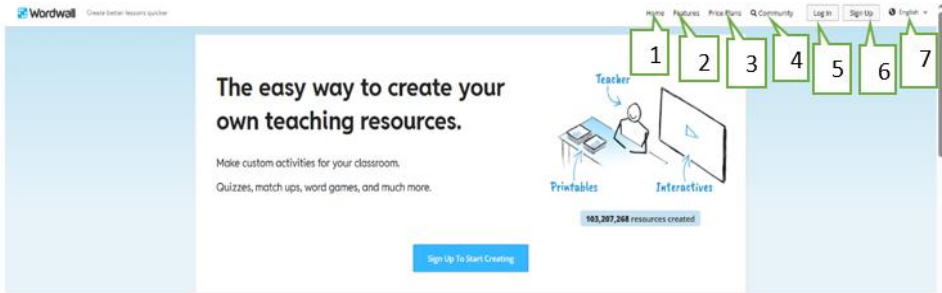 Wordwall Create better lessons quicker Home Features Price Plans Community Log In Sign Up English
1 2 3 4 5 6 7
The easy way to create your
own teaching resources.
Make custom activities for your classroom.
Quizzes, match ups, word games, and much more.
Teacher
Printables Interactives
103,207,268 resources created
Sign Up To Start Creating